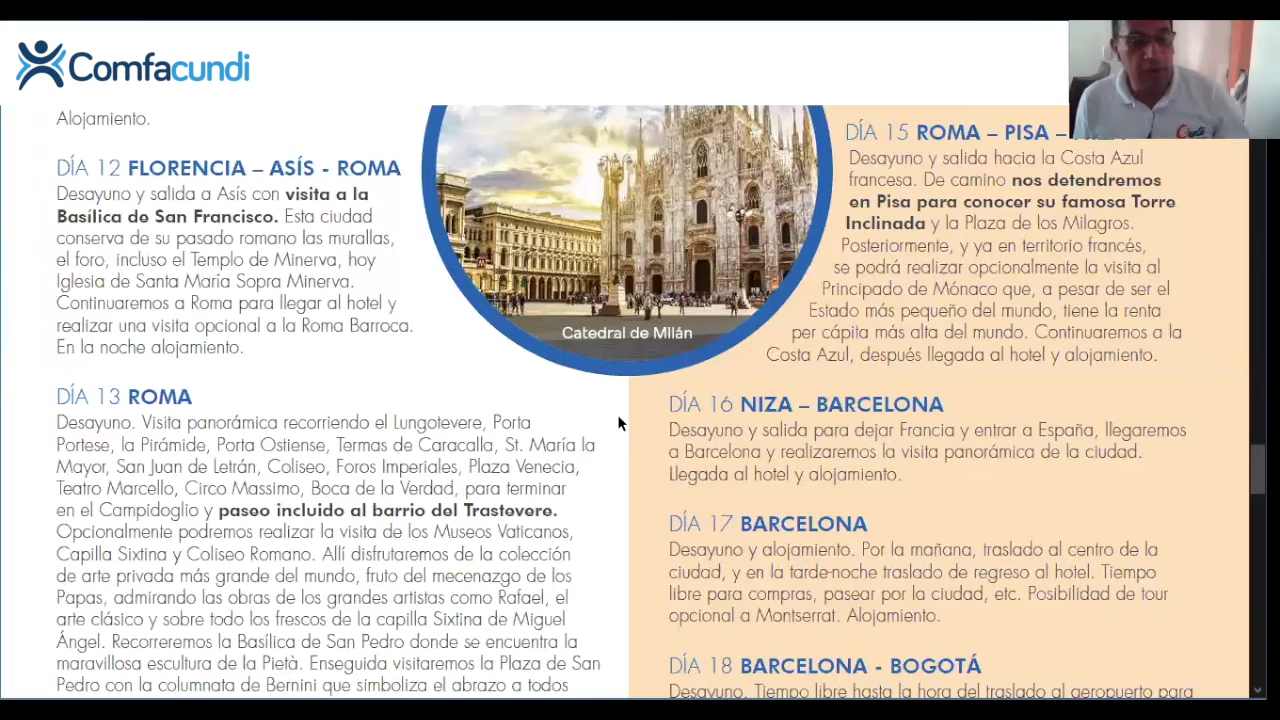 Comfacundi
Alojamiento.
DÍA 12 FLORENCIA – ASÍS - ROMA
Desayuno y salida a Asís con visita a la
Basílica de San Francisco. Esta ciudad
conserva de su pasado romano las murallas,
el foro, incluso el Templo de Minerva, hoy
Iglesia de Santa María Sopra Minerva.
Continuaremos a Roma para llegar al hotel y
realizar una visita opcional a la Roma Barroca.
En la noche alojamiento.
DÍA 13 ROMA
Desayuno. Visita panorámica recorriendo el Lungotevere, Porta
Portese, la Pirámide, Porta Ostiense, Termas de Caracalla, St. María la
Mayor, San Juan de Letrán, Coliseo, Foros Imperiales, Plaza Venecia,
Teatro Marcello, Circo Massimo, Boca de la Verdad, para terminar
en el Campidoglio y paseo incluido al barrio del Trastevere.
Opcionalmente podremos realizar la visita de los Museos Vaticanos,
Capilla Sixtina y Coliseo Romano. Allí disfrutaremos de la colección
de arte privada más grande del mundo, fruto del mecenazgo de los
Papas, admirando las obras de los grandes artistas como Rafael, el
arte clásico y sobre todo los frescos de la capilla Sixtina de Miguel
Ángel. Recorreremos la Basílica de San Pedro donde se encuentra la
maravillosa escultura de la Pietà. Enseguida visitaremos la Plaza de San
Pedro con la columnata de Bernini que simboliza el abrazo a todos
Catedral de Milán
DÍA 15 ROMA – PISA –
Desayuno y salida hacia la Costa Azul
francesa. De camino nos detendremos
en Pisa para conocer su famosa Torre
Inclinada y la Plaza de los Milagros.
Posteriormente, y ya en territorio francés,
se podrá realizar opcionalmente la visita al
Principado de Mónaco que, a pesar de ser el
Estado más pequeño del mundo, tiene la renta
per cápita más alta del mundo. Continuaremos a la
Costa Azul, después llegada al hotel y alojamiento.
DÍA 16 NIZA – BARCELONA
Desayuno y salida para dejar Francia y entrar a España, llegaremos
a Barcelona y realizaremos la visita panorámica de la ciudad.
Llegada al hotel y alojamiento.
DÍA 17 BARCELONA
Desayuno y alojamiento. Por la mañana, traslado al centro de la
ciudad, y en la tarde-noche traslado de regreso al hotel. Tiempo
libre para compras, pasear por la ciudad, etc. Posibilidad de tour
opcional a Montserrat. Alojamiento.
DÍA 18 BARCELONA - BOGOTÁ
Desayuno. Tiempo libre hasta la hora del traslado al aeropuerto para